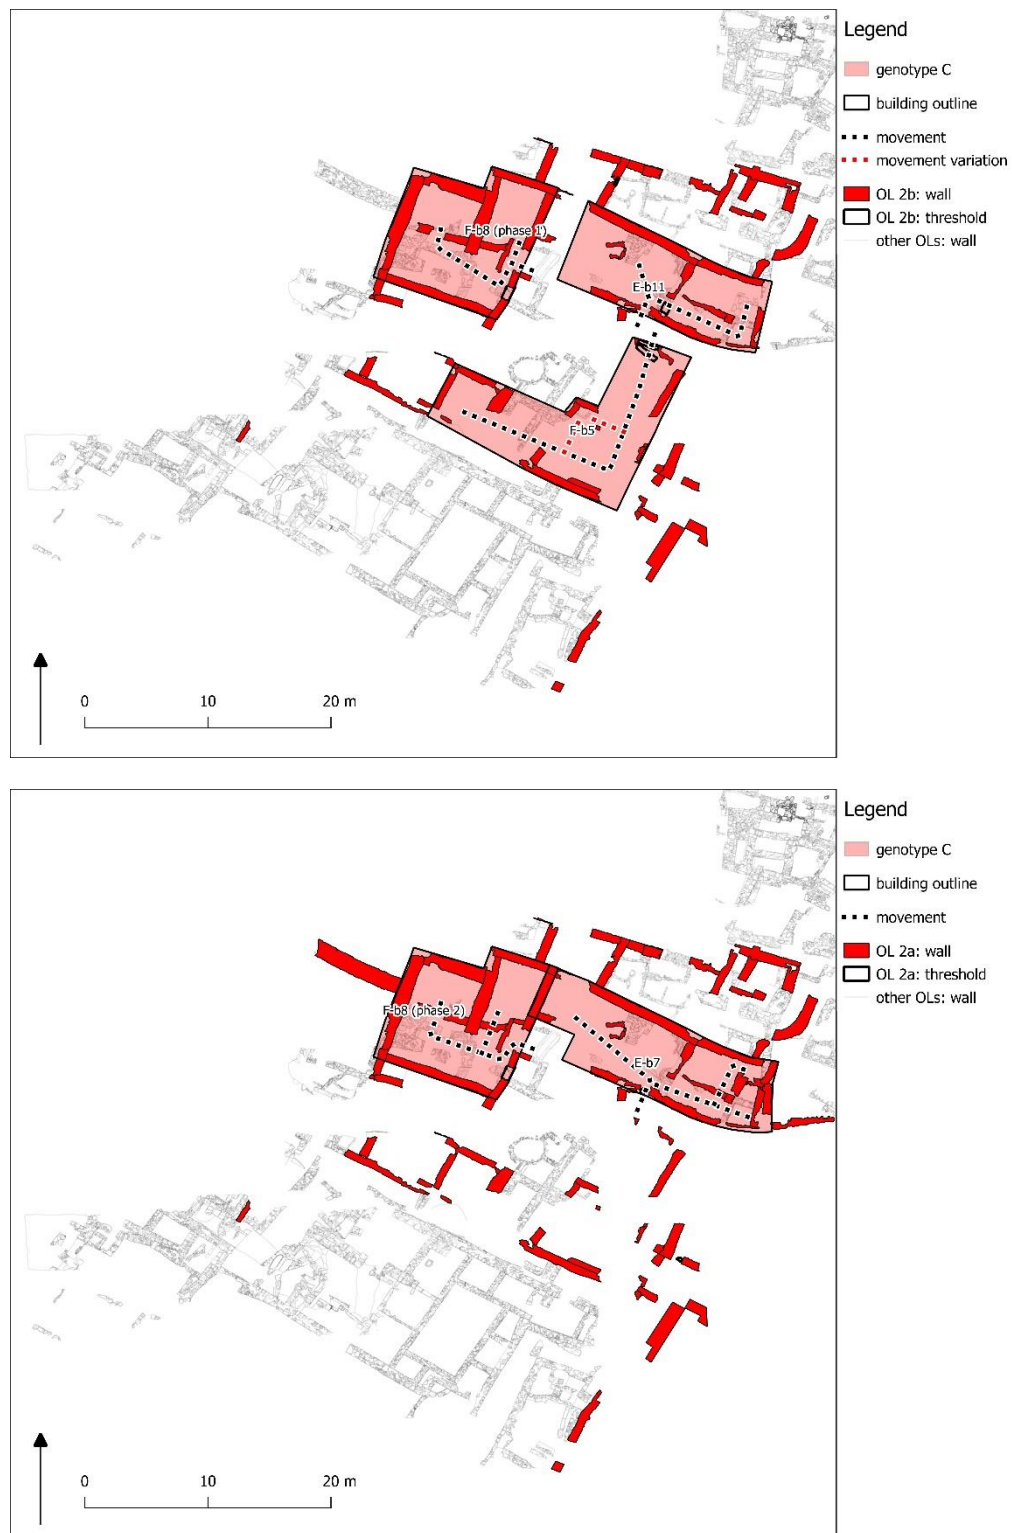 Legend
genotype C
building outline
movement
movement variation
OL 2b: wall
OL 2b: threshold
other OLs: wall
F-b8 (phase 1)
E-b11
F-b5
0 10 20 m
Legend
genotype C
building outline
movement
OL 2a: wall
OL 2a: threshold
other OLs: wall
F-b8 (phase 2)
E-b7
0 10 20 m